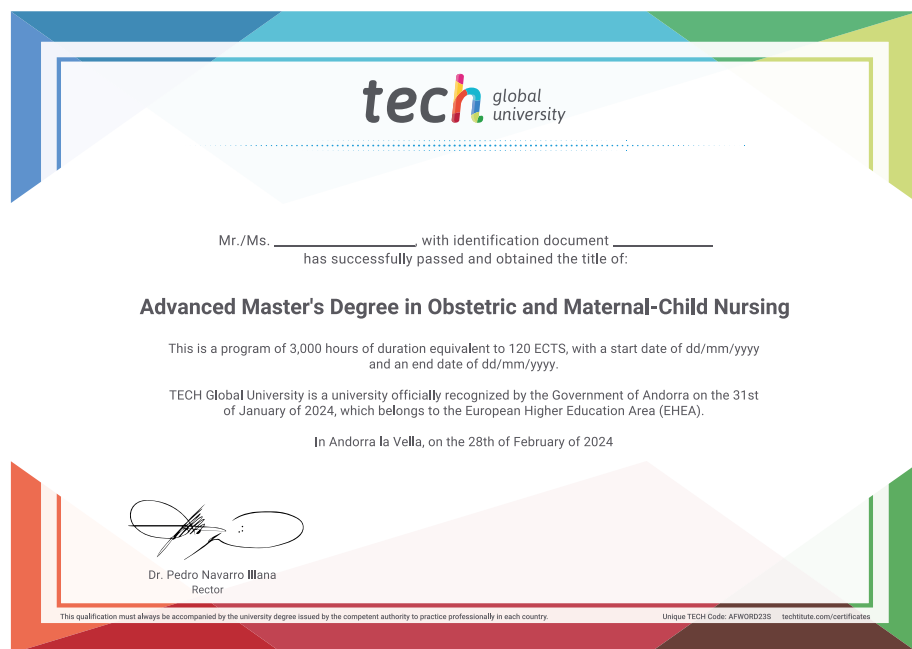 tech global
university
Mr./Ms. ____________, with identification document ____________
has successfully passed and obtained the title of:
Advanced Master's Degree in Obstetric and Maternal-Child Nursing
This is a program of 3,000 hours of duration equivalent to 120 ECTS, with a start date of dd/mm/yyyy
and an end date of dd/mm/yyyy.
TECH Global University is a university officially recognized by the Government of Andorra on the 31st
of January of 2024, which belongs to the European Higher Education Area (EHEA).
In Andorra la Vella, on the 28th of February of 2024
Dr. Pedro Navarro Illana
Rector
This qualification must always be accompanied by the university degree issued by the competent authority to practice professionally in each country.
Unique TECH Code: AFWORD23S techtitute.com/certificates